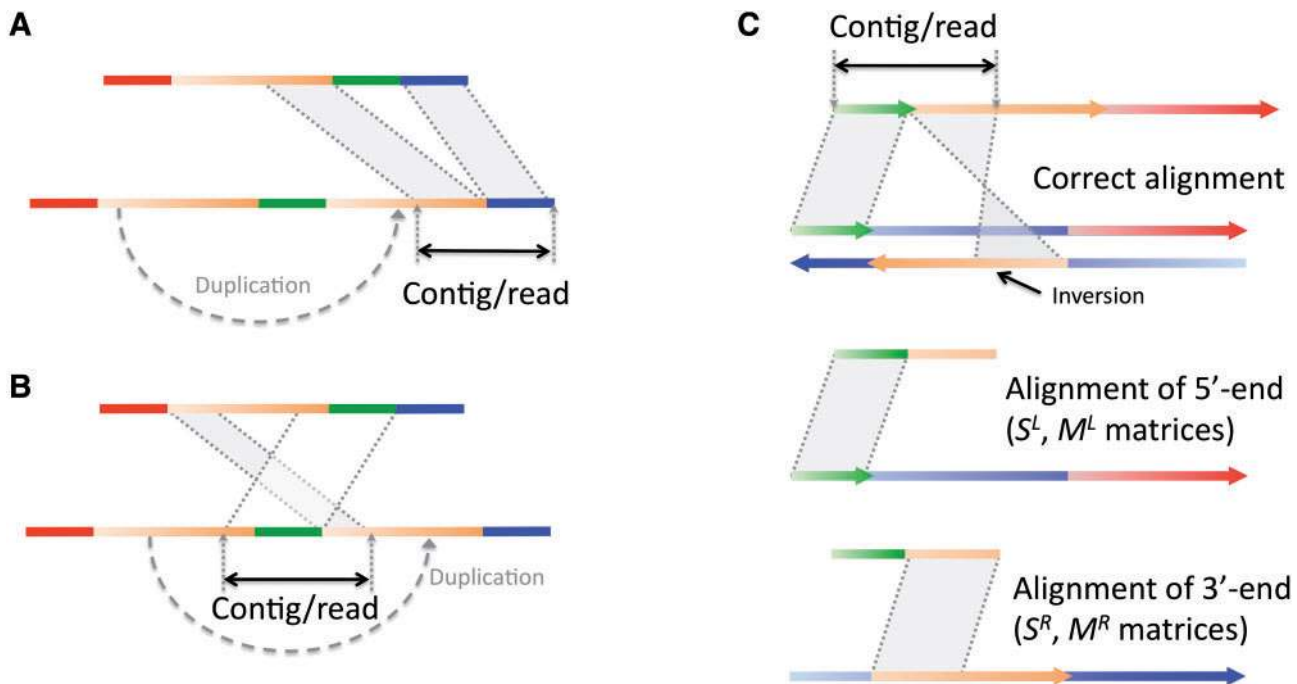 A
Duplication
Contig/read
B
Duplication
Contig/read
C
Contig/read
Correct alignment
Inversion
Alignment of 5’-end
(S^L, M^L matrices)
Alignment of 3’-end
(S^R, M^R matrices)